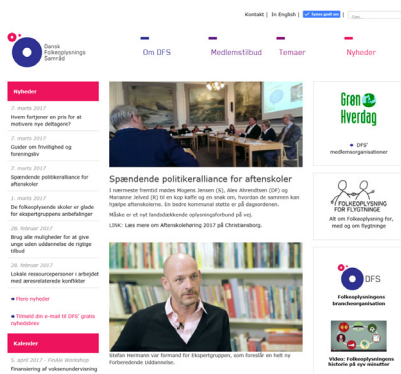 Kontakt | In English | Synes godt om
Søg...
Dansk
Folkeoplysnings
Samråd
Om DFS
Medlemstilbud
Temaer
Nyheder
Nyheder
7. marts 2017
Hvem fortjener en pris for at
motivere nye deltagere?
7. marts 2017
Guider om frivillighed og
foreningsliv
7. marts 2017
Spændende politikeralliance for
aftenskoler
1. marts 2017
De folkeoplysende skoler er glade
for ekspertgruppens anbefalinger
28. februar 2017
Brug alle muligheder for at give
unge uden uddannelse de rigtige
tilbud
28. februar 2017
Lokale ressourcepersoner i arbejdet
med æresrelaterede konflikter
Flere nyheder
Tilmeld din e-mail til DFS' gratis
nyhedsbrev
Kalender
5. april 2017 - FinALE Workshop
Finansiering af voksenundervisning
Spændende politikeralliance for aftenskoler
I nærmeste fremtid mødes Mogens Jensen (S), Alex Ahrendtsen (DF) og
Marianne Jelved (R) til en kop kaffe og en snak om, hvordan de sammen kan
hjælpe aftenskolerne. En bedre kommunal støtte er på dagsordenen.
Måske er et nyt landsdækkende oplysningsforbund på vej.
LINK: Læs mere om Aftenskolehøring 2017 på Christiansborg.
Stefan Hermann var formand for Ekspertgruppen, som foreslår en helt ny
Forberedende uddannelse.
Grøn
Hverdag
DFS'
medlemsorganisationer
FOLKEOPLYSNING
FOR FLYGTNINGE
Alt om Folkeoplysning for,
med og om flygtninge
DFS
Folkeoplysningens
brancheorganisation
Video: Folkeoplysningens
historie på syv minutter